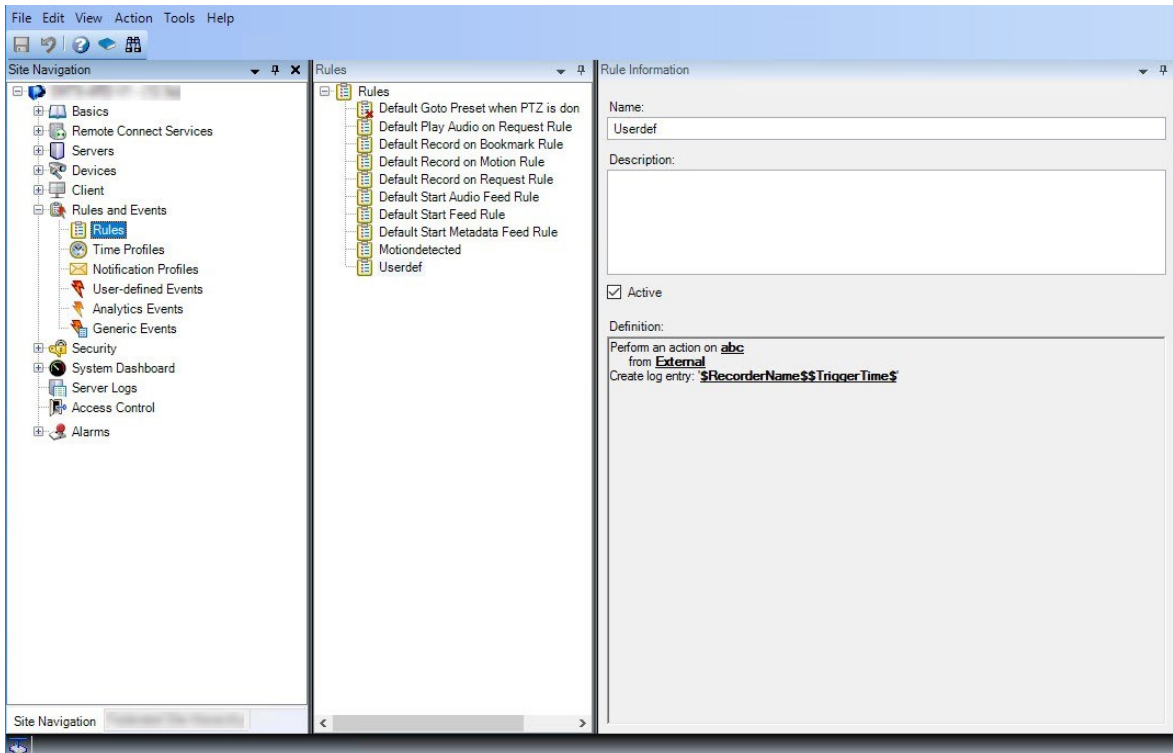 File Edit View Action Tools Help
Site Navigation
Basics
Remote Connect Services
Servers
Devices
Client
Rules and Events
Rules
Time Profiles
Notification Profiles
User-defined Events
Analytics Events
Generic Events
Security
System Dashboard
Server Logs
Access Control
Alarms
Site Navigation
Rules
Rules
Default Goto Preset when PTZ is don
Default Play Audio on Request Rule
Default Record on Bookmark Rule
Default Record on Motion Rule
Default Record on Request Rule
Default Start Audio Feed Rule
Default Start Feed Rule
Default Start Metadata Feed Rule
Motiondetected
Userdef
Rule Information
Name:
Userdef
Description:
Active
Definition:
Perform an action on abc
from External
Create log entry: '$RecorderName$$TriggerTime$'